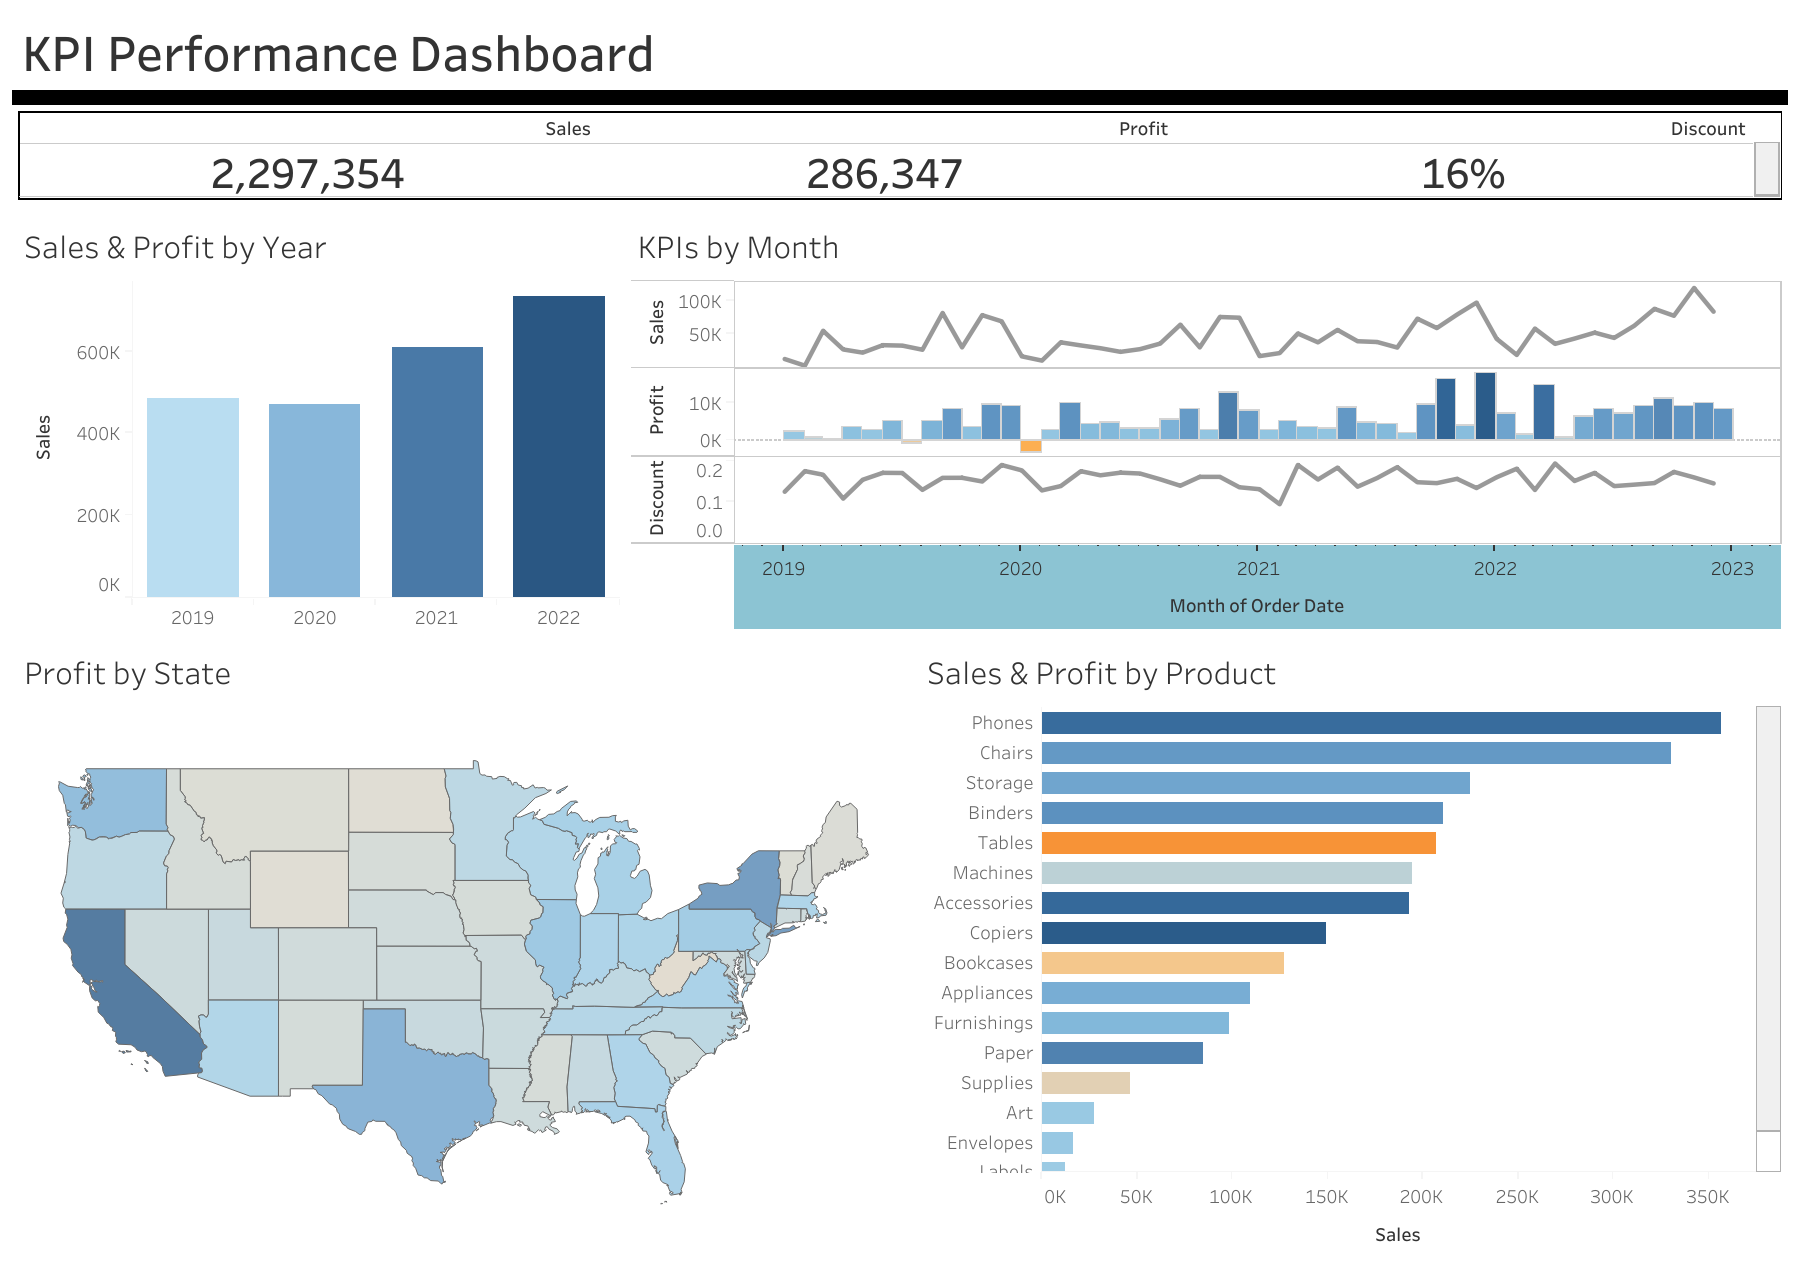 KPI Performance Dashboard
Sales Profit Discount
2,297,354 286,347 16%
Sales & Profit by Year
600K
400K
200K
0K
Sales
2019 2020 2021 2022
KPIs by Month
Sales
100K
50K
Profit
10K
0K
Discount
0.2
0.1
0.0
2019 2020 2021 2022 2023
Month of Order Date
Profit by State
Sales & Profit by Product
Phones
Chairs
Storage
Binders
Tables
Machines
Accessories
Copiers
Bookcases
Appliances
Furnishings
Paper
Supplies
Art
Envelopes
Labels
0K 50K 100K 150K 200K 250K 300K 350K
Sales